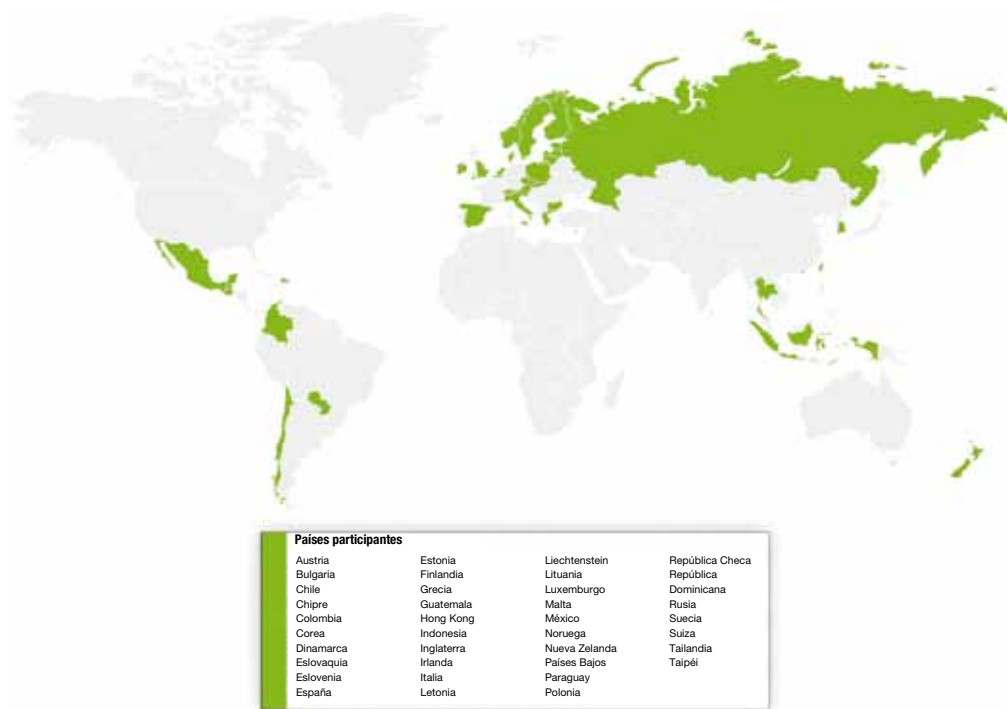 Países participantes
Austria
Bulgaria
Chile
Chipre
Colombia
Corea
Dinamarca
Eslovaquia
Eslovenia
España
Estonia
Finlandia
Grecia
Guatemala
Hong Kong
Indonesia
Inglaterra
Irlanda
Italia
Letonia
Liechtenstein
Lituania
Luxemburgo
Malta
México
Noruega
Nueva Zelanda
Países Bajos
Paraguay
Polonia
República Checa
República
Dominicana
Rusia
Suecia
Suiza
Tailandia
Taipéi